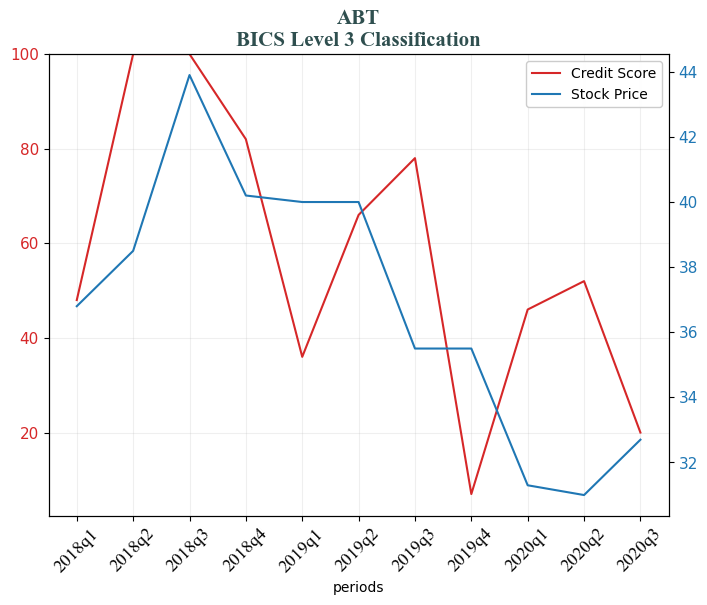 ABT
BICS Level 3 Classification
Credit Score
Stock Price
100
80
60
40
20
44
42
40
38
36
34
32
2018q1
2018q2
2018q3
2018q4
2019q1
2019q2
2019q3
2019q4
2020q1
2020q2
2020q3
periods